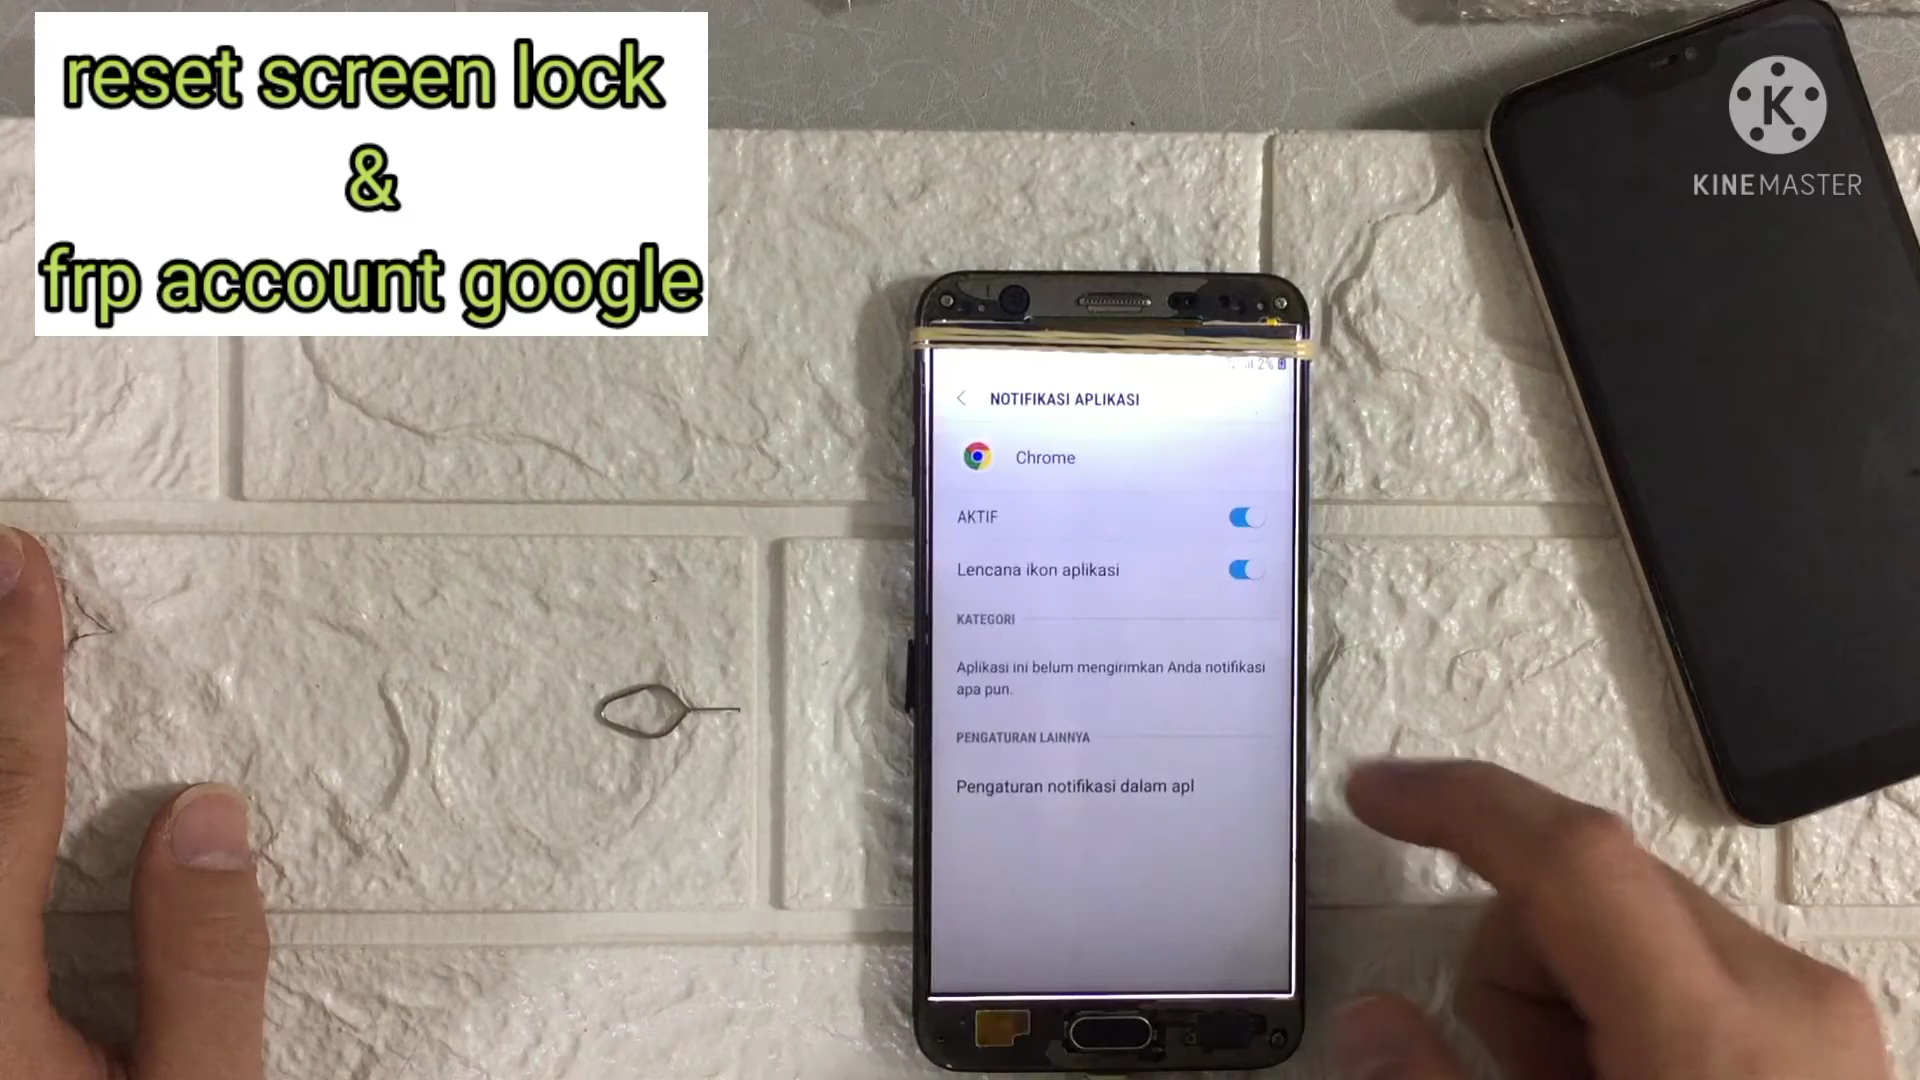 reset screen lock
&
frp account google
K
KINEMASTER
2%
NOTIFIKASI APLIKASI
Chrome
AKTIF
Lencana ikon aplikasi
KATEGORI
Aplikasi ini belum mengirimkan Anda notifikasi
apa pun.
PENGATURAN LAINNYA
Pengaturan notifikasi dalam apl